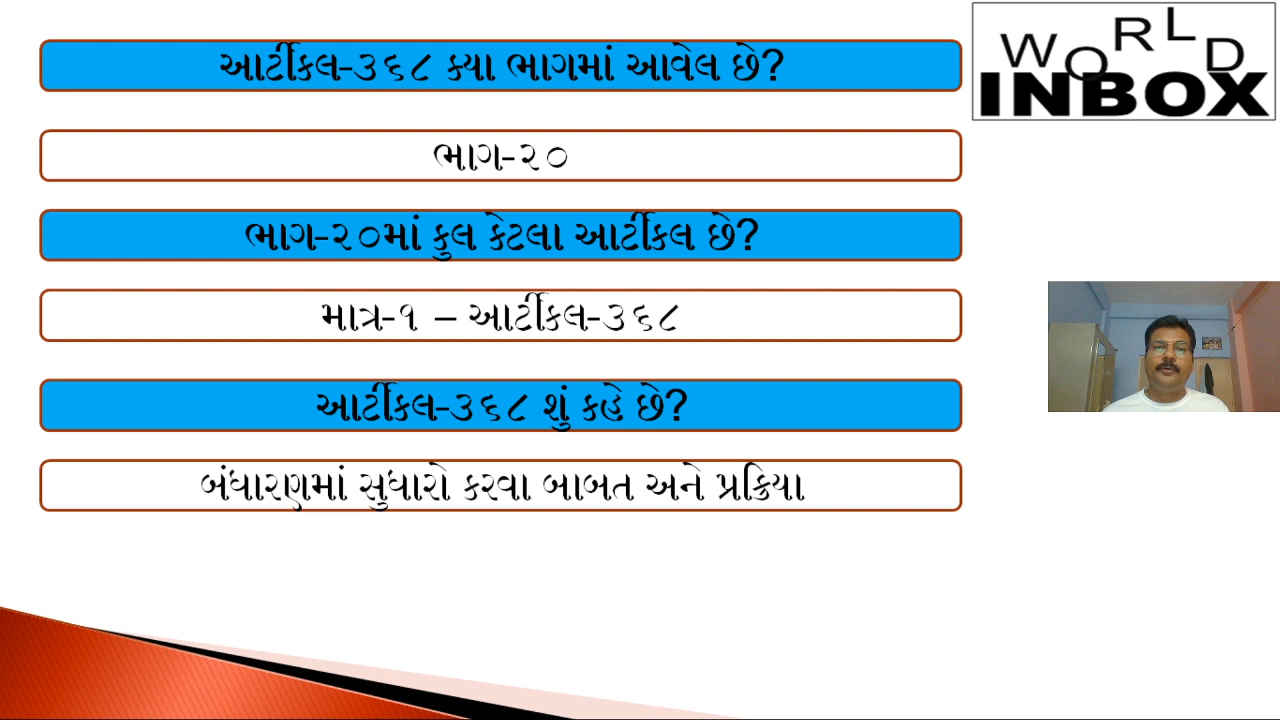 WORLD
INBOX
આર્ટીકલ-૩૬૮ ક્યા ભાગમાં આવેલ છે?
ભાગ-૨૦
ભાગ-૨૦માં કુલ કેટલા આર્ટીકલ છે?
માત્ર-૧ – આર્ટીકલ-૩૬૮
આર્ટીકલ-૩૬૮ શું કહે છે?
બંધારણમાં સુધારો કરવા બાબત અને પ્રક્રિયા